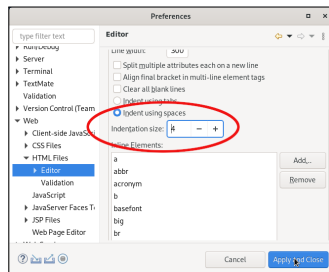 Preferences
type filter text
Run/Debug
Server
Terminal
TextMate
Validation
Version Control (Team
Web
Client-side JavaScri
CSS Files
HTML Files
Editor
Validation
JavaScript
JavaServer Faces T
JSP Files
Web Page Editor
Editor
Line width: 300
Split multiple attributes each on a new line
Align final bracket in multi-line element tags
Clear all blank lines
Indent using tabs
Indent using spaces
Indentation size: 4
Inline Elements:
a
abbr
acronym
b
basefont
big
br
Add...
Remove
Cancel
Apply and Close